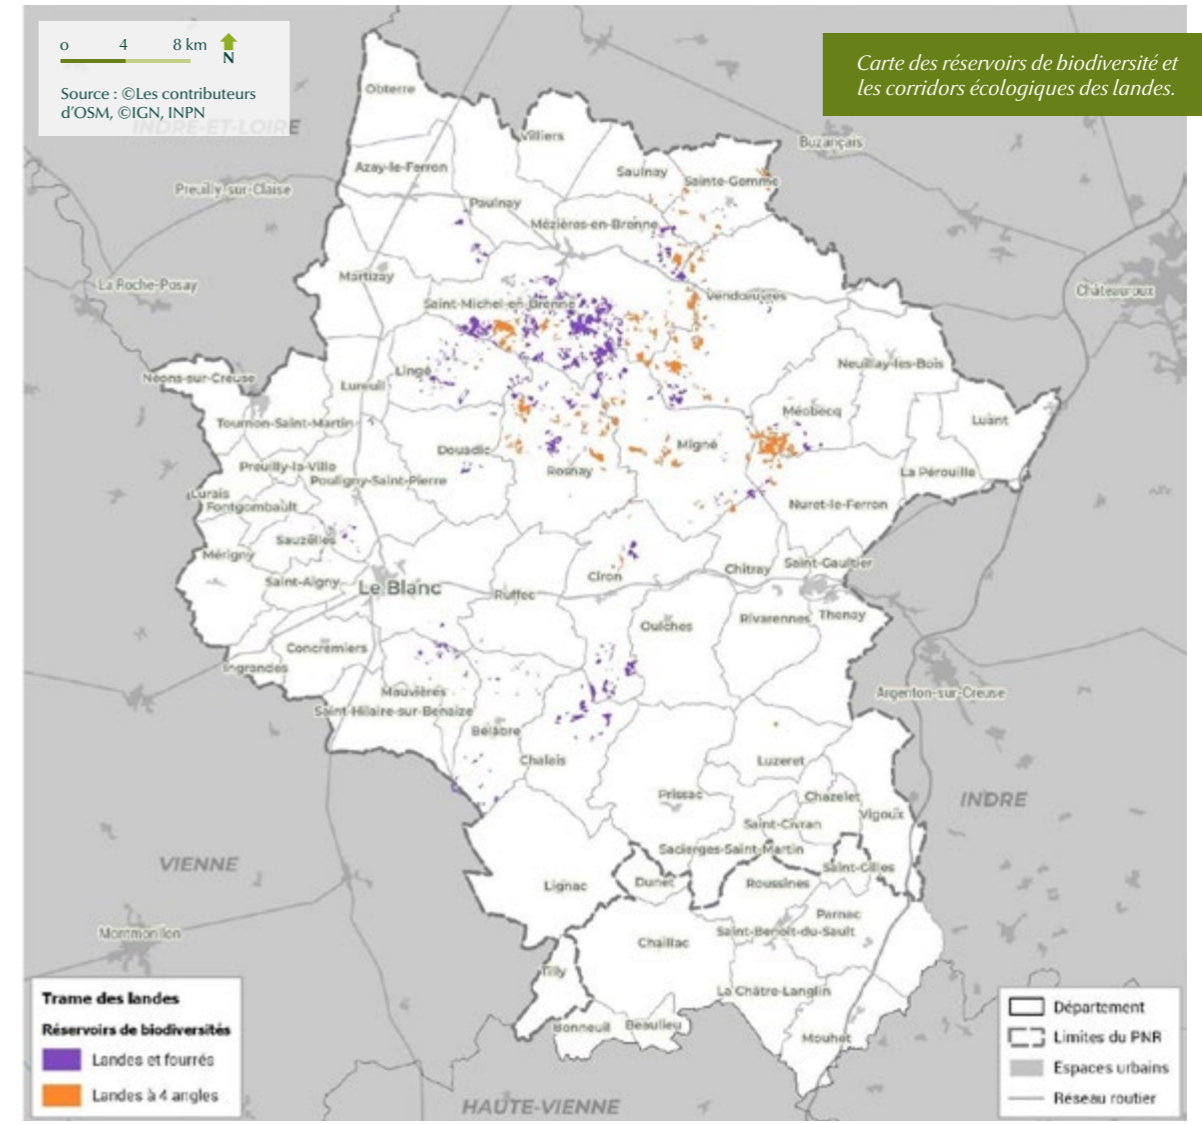 o 4 8 km
N
Source : ©Les contributeurs
d'OSM, ©IGN, INPN
Carte des réservoirs de biodiversité et
les corridors écologiques des landes.
INDRE-ET-LOIRE
Obterre
Villiers
Buzançais
Azay-le-Ferron
Saulnay
Sainte-Gemme
Preuilly-sur-Claise
Paulnay
Mézières-en-Brenne
Martizay
La Roche-Posay
Châteauroux
Saint-Michel-en-Brenne
Vendœuvres
Neuillay-les-Bois
Néons-sur-Creuse
Lureuil
Lingé
Méobecq
Luant
Tournon-Saint-Martin
Douadic
Migné
Preuilly-la-Ville
Rosnay
La Pérouille
Pouligny-Saint-Pierre
Lurais
Fontgombault
Nuret-le-Ferron
Sauzelles
Mérigny
Saint-Gaultier
Chitray
Ciron
Saint-Aigny
Le Blanc
Ruffec
Rivarennes
Thenay
Oulches
Concremiers
Ingrandes
Mauvières
Argenton-sur-Creuse
Saint-Hilaire-sur-Benaize
Bélâbre
Chalais
Luzeret
Prissac
Chazelet
INDRE
Vigoux
Saint-Civran
Sacierges-Saint-Martin
VIENNE
Saint-Gilles
Lignac
Dunet
Roussines
Parnac
Montmorillon
Saint-Benoît-du-Sault
Chaillac
Tilly
La Châtre-Langlin
Bonneuil
Beaulieu
Mouhet
HAUTE-VIENNE
Trame des landes
Réservoirs de biodiversités
Landes et fourrés
Landes à 4 angles
Département
Limites du PNR
Espaces urbains
Réseau routier